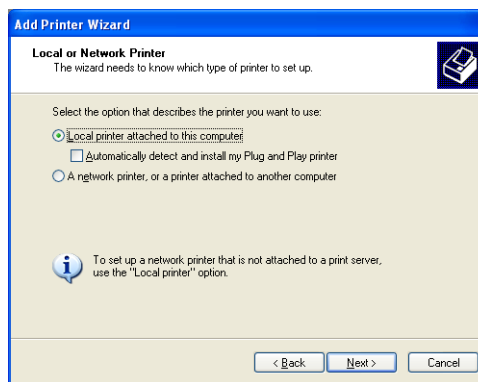 Add Printer Wizard
Local or Network Printer
The wizard needs to know which type of printer to set up.
Select the option that describes the printer you want to use:
Local printer attached to this computer
Automatically detect and install my Plug and Play printer
A network printer, or a printer attached to another computer
To set up a network printer that is not attached to a print server,
use the "Local printer" option.
< Back
Next >
Cancel